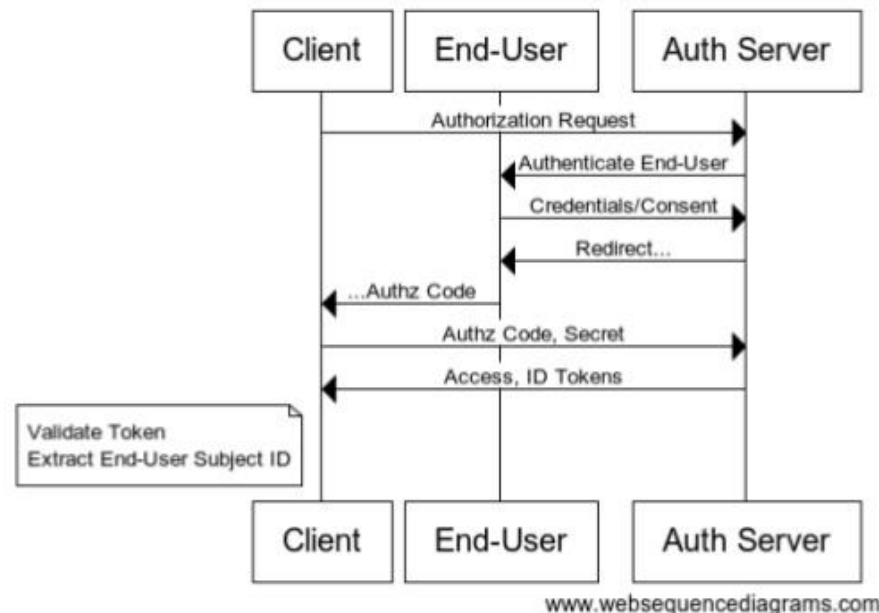 Client
End-User
Auth Server
Authorization Request
Authenticate End-User
Credentials/Consent
Redirect...
...Authz Code
Authz Code, Secret
Access, ID Tokens
Validate Token
Extract End-User Subject ID
Client
End-User
Auth Server
www.websequencediagrams.com